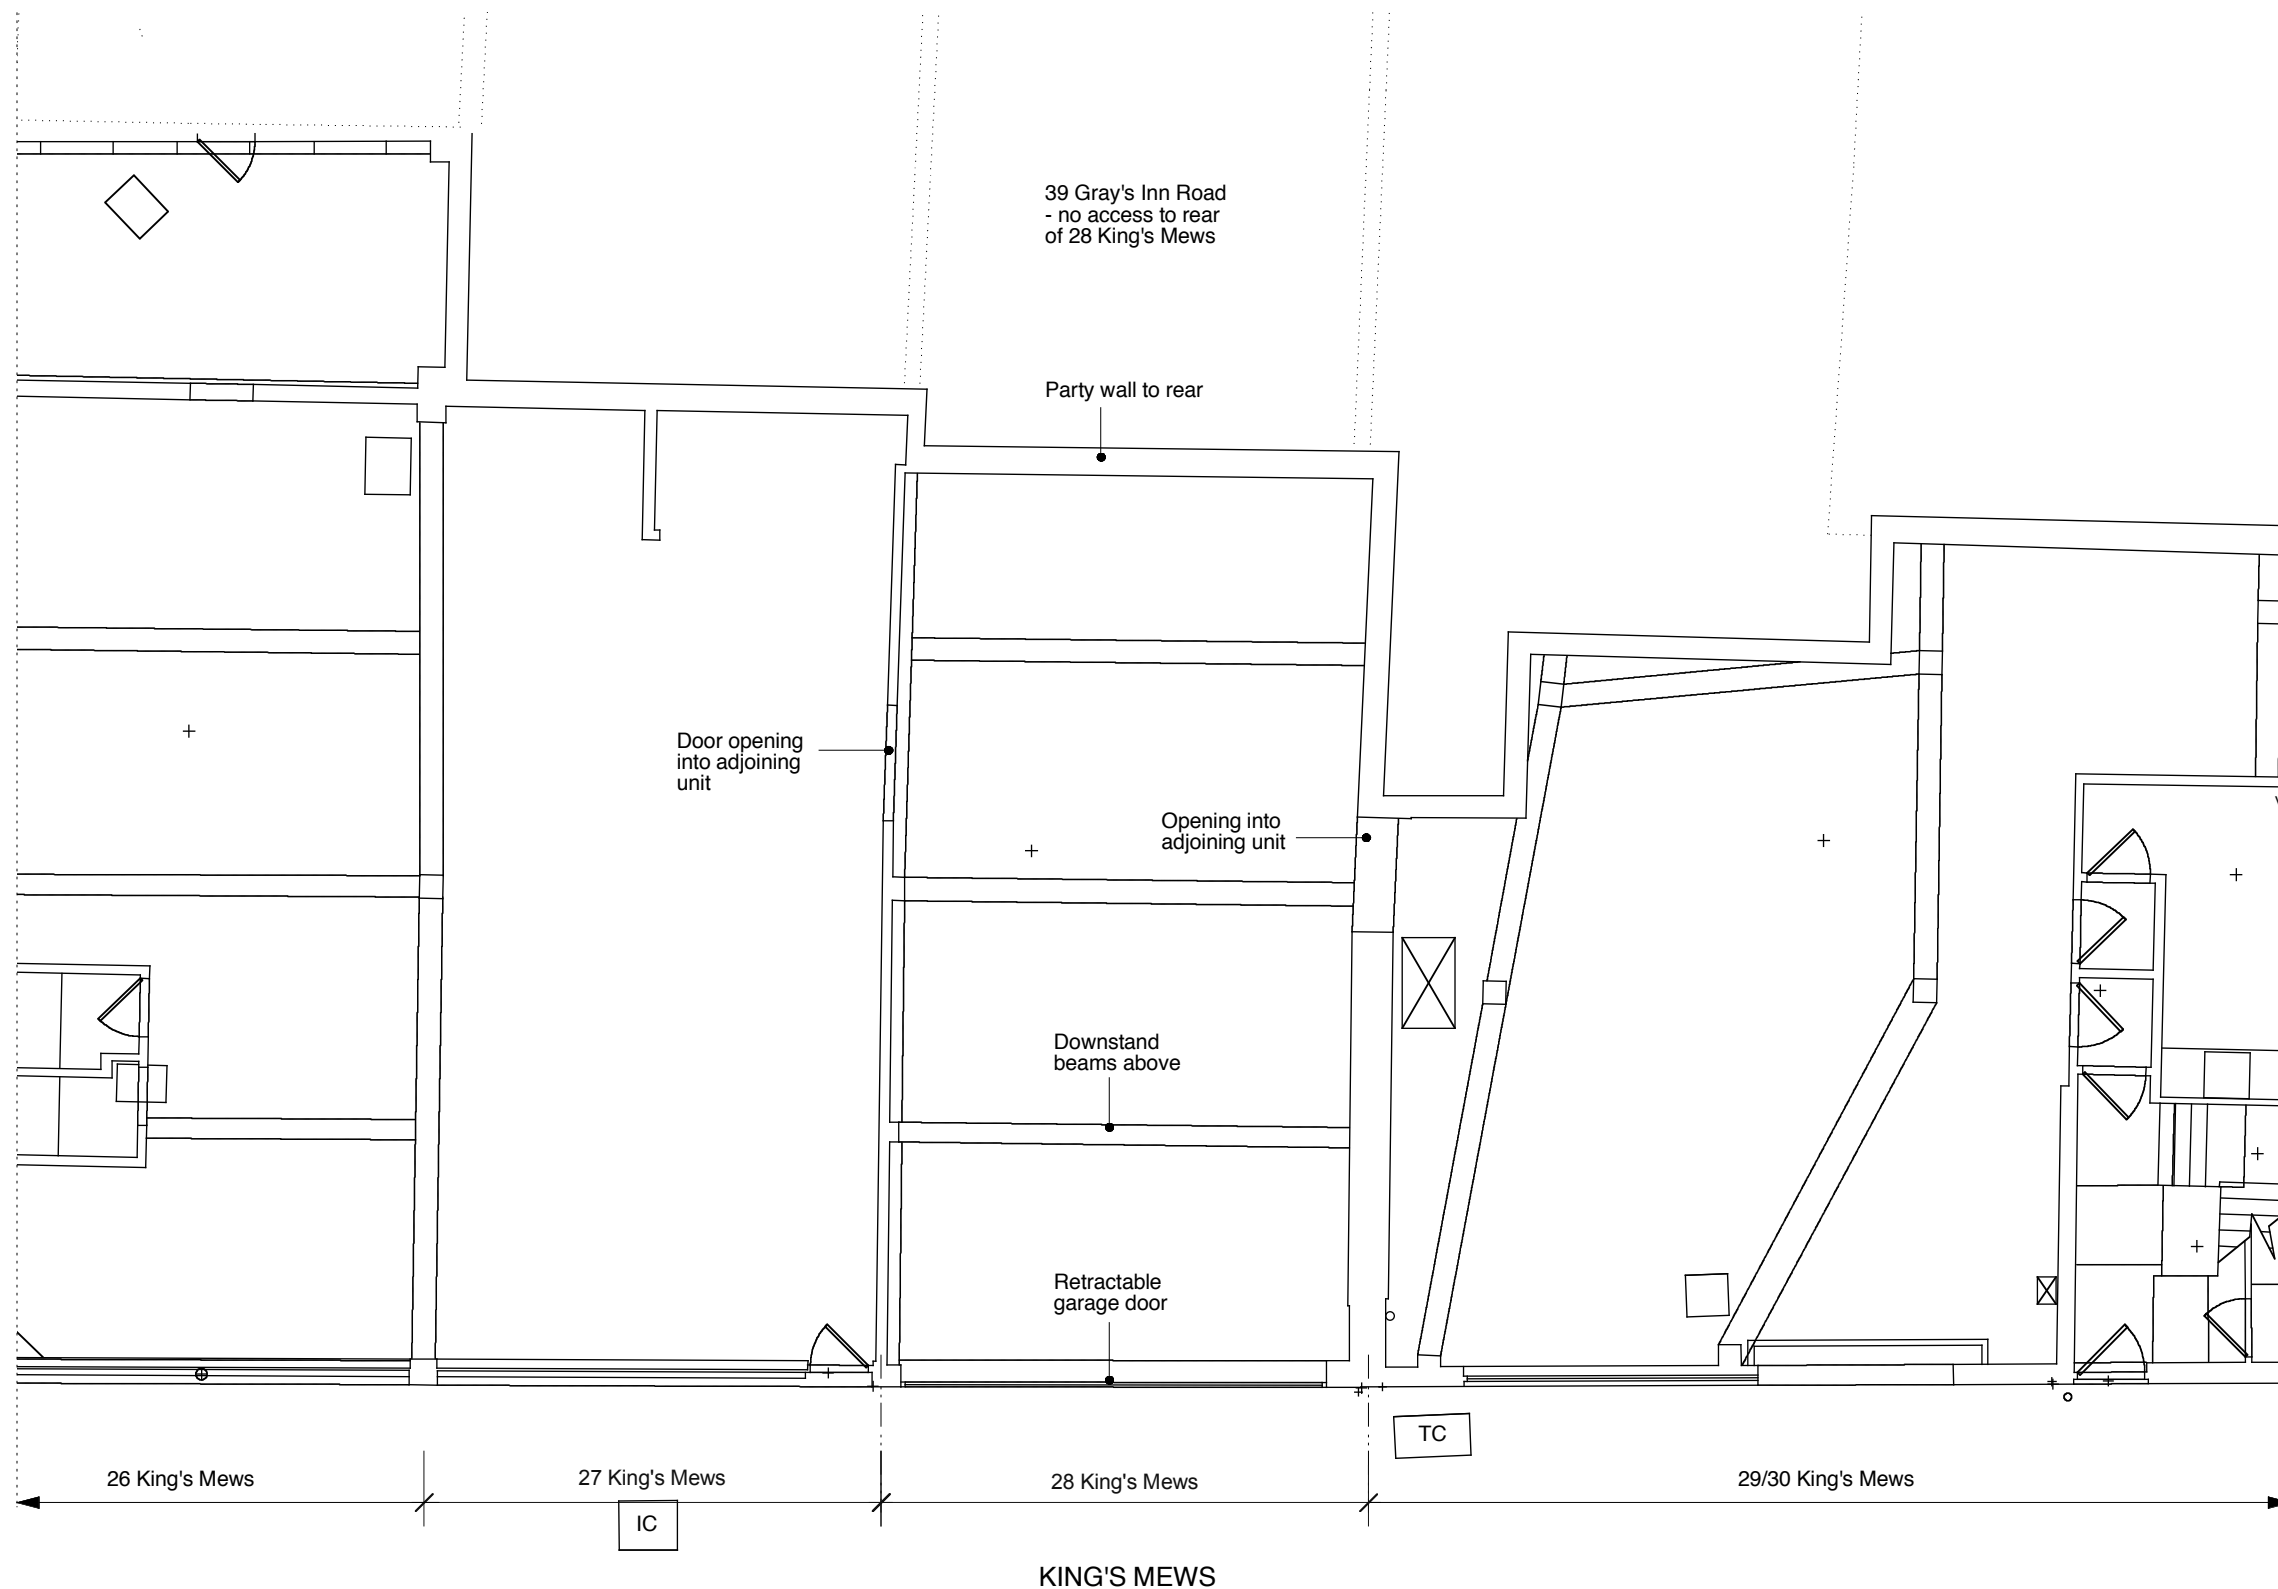 39 Gray's Inn Road
- no access to rear
of 28 King's Mews
Party wall to rear
Door opening
into adjoining
unit
Opening into
adjoining unit
Downstand
beams above
Retractable
garage door
TC
26 King's Mews
27 King's Mews
28 King's Mews
29/30 King's Mews
IC
KING'S MEWS